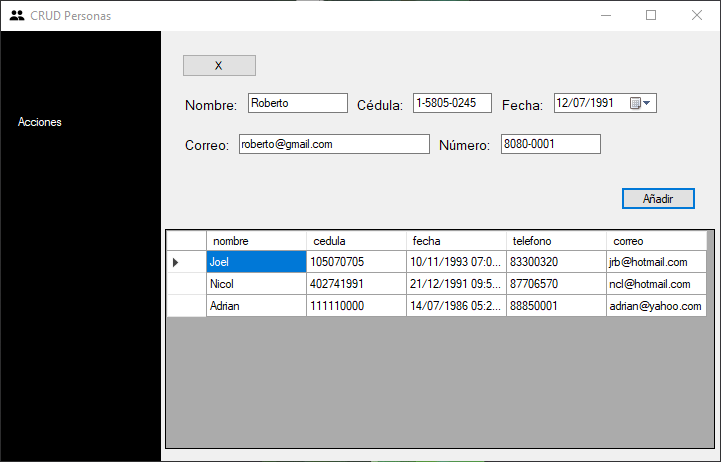 CRUD Personas
Acciones
X
Nombre: Roberto Cédula: 1-5805-0245 Fecha: 12/07/1991
Correo: roberto@gmail.com Número: 8080-0001
Añadir
nombre cedula fecha telefono correo
Joel 105070705 10/11/1993 07:0... 83300320 jrb@hotmail.com
Nicol 402741991 21/12/1991 09:5... 87706570 ncl@hotmail.com
Adrian 111110000 14/07/1986 05:2... 88850001 adrian@yahoo.com